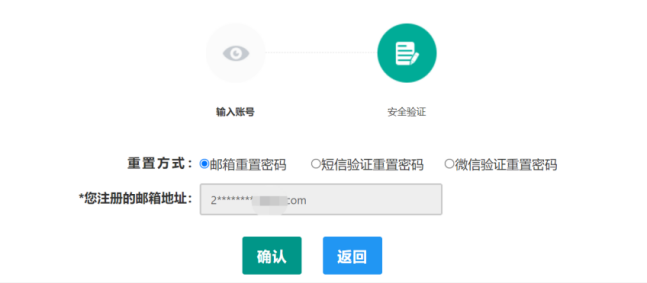 输入账号
安全验证
重置方式: 邮箱重置密码 短信验证重置密码 微信验证重置密码
*您注册的邮箱地址: 2******* com
确认 返回